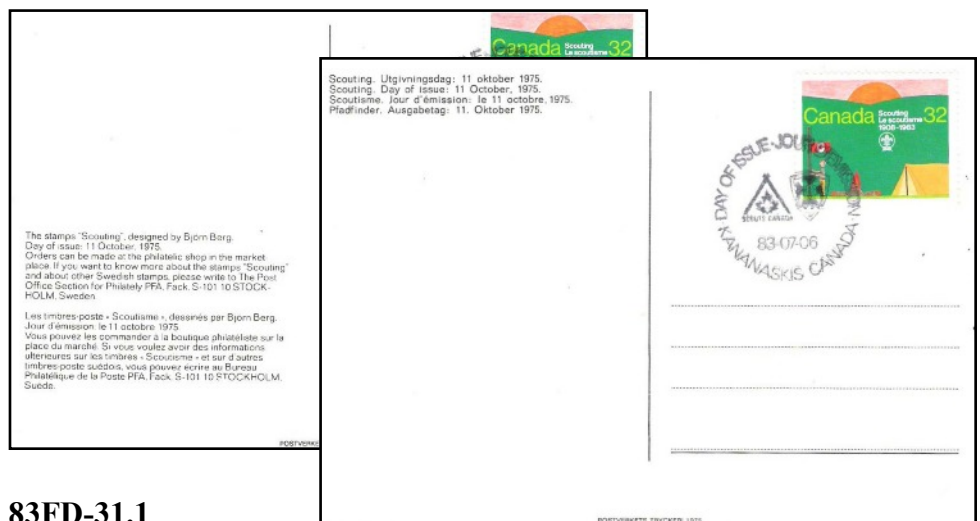 Canada Scouting 32
Le scoutisme
The stamps "Scouting", designed by Björn Berg.
Day of issue: 11 October, 1975.
Orders can be made at the philatelic shop in the market
place. If you want to know more about the stamps "Scouting"
and about other Swedish stamps, please write to The Post
Office Section for Philately PFA, Fack, S-101 10 STOCK-
HOLM, Sweden
Les timbres-poste « Scoutisme », dessinés par Björn Berg.
Jour d'émission: le 11 octobre 1975
Vous pouvez les commander à la boutique philatéliste sur la
place du marché. Si vous voulez avoir des informations
ulterieures sur les timbres « Scoutisme » et sur d'autres
timbres-poste suédois, vous pouvez écrire au Bureau
Philatélique de la Poste PFA, Fack, S-101 10 STOCKHOLM,
Suède.
Scouting. Utgivningsdag: 11 oktober 1975.
Scouting. Day of issue: 11 October, 1975.
Scoutisme. Jour d'émission: le 11 octobre, 1975.
Pfadfinder. Ausgabetag: 11. Oktober 1975.
Canada Scouting 32
Le scoutisme
1908-1983
DAY OF ISSUE·JOUR
SCOUTS CANADA
83-07-06
KANANASKIS CANADA
POSTVERKETS TRYCKERI 1975
83FD-31.1